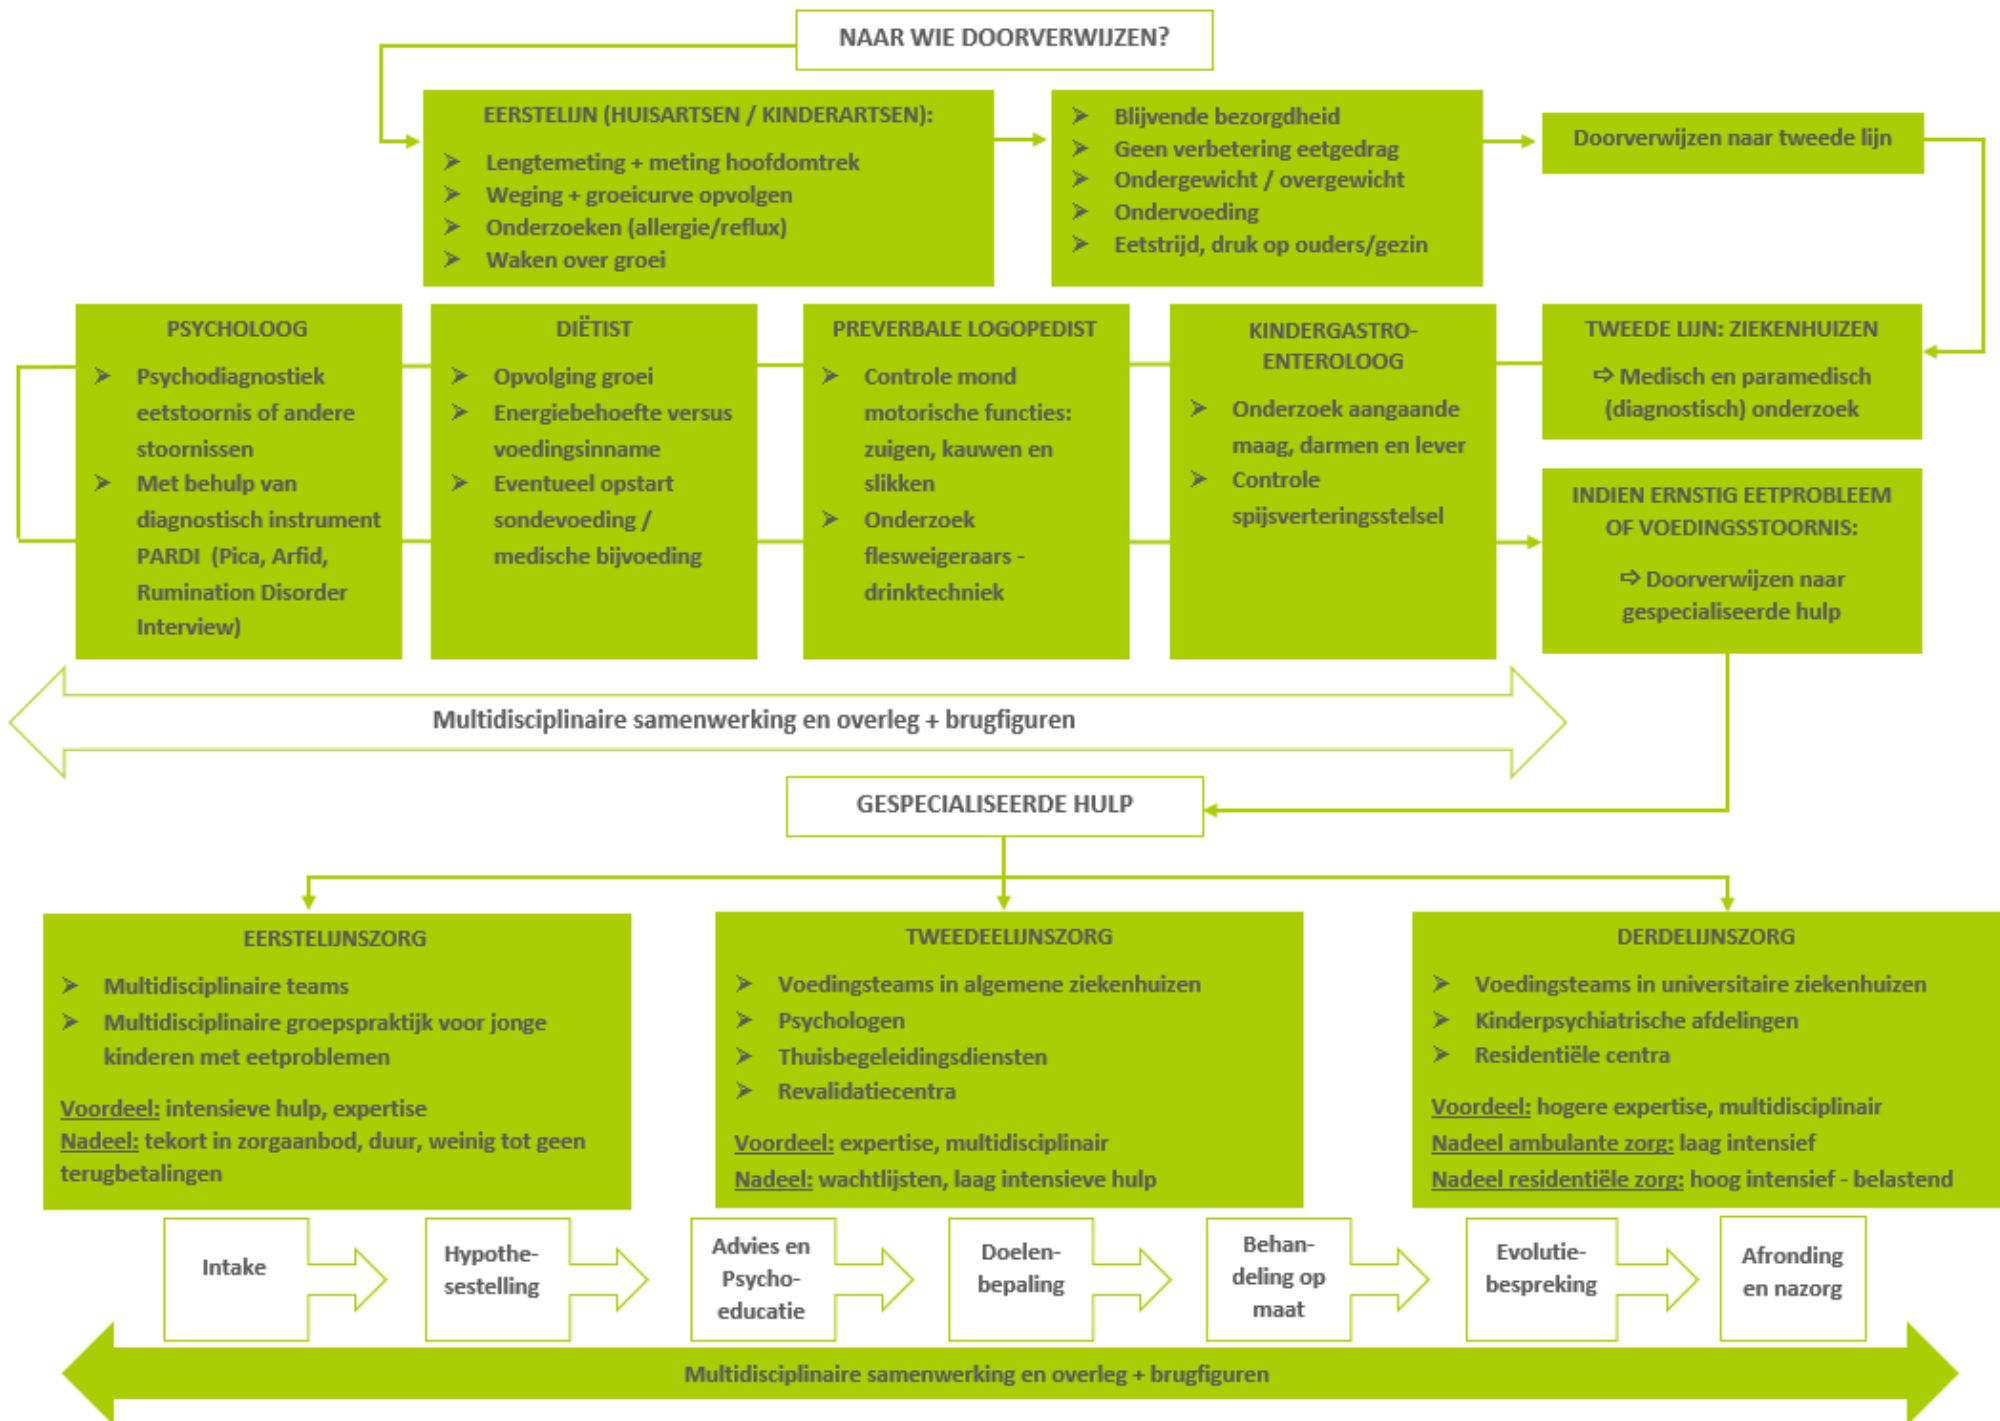 NAAR WIE DOORVERWIJZEN?
EERSTELIJN (HUISARTSEN / KINDERARTSEN):
➢ Lengtemeting + meting hoofdomtrek
➢ Weging + groeicurve opvolgen
➢ Onderzoeken (allergie/reflux)
➢ Waken over groei
➢ Blijvende bezorgdheid
➢ Geen verbetering eetgedrag
➢ Ondergewicht / overgewicht
➢ Ondervoeding
➢ Eetstrijd, druk op ouders/gezin
Doorverwijzen naar tweede lijn
PSYCHOLOOG
➢ Psychodiagnostiek
eetstoornis of andere
stoornissen
➢ Met behulp van
diagnostisch instrument
PARDI (Pica, Arfid,
Rumination Disorder
Interview)
DIËTIST
➢ Opvolging groei
➢ Energiebehoefte versus
voedingsinname
➢ Eventueel opstart
sondevoeding /
medische bijvoeding
PREVERBALE LOGOPEDIST
➢ Controle mond
motorische functies:
zuigen, kauwen en
slikken
➢ Onderzoek
flesweigeraars -
drinktechniek
KINDERGASTRO-
ENTEROLOOG
➢ Onderzoek aangaande
maag, darmen en lever
➢ Controle
spijsverteringsstelsel
TWEEDE LIJN: ZIEKENHUIZEN
⇨ Medisch en paramedisch
(diagnostisch) onderzoek
INDIEN ERNSTIG EETPROBLEEM
OF VOEDINGSSTOORNIS:
⇨ Doorverwijzen naar
gespecialiseerde hulp
Multidisciplinaire samenwerking en overleg + brugfiguren
GESPECIALISEERDE HULP
EERSTELIJNSZORG
➢ Multidisciplinaire teams
➢ Multidisciplinaire groepspraktijk voor jonge
kinderen met eetproblemen
Voordeel: intensieve hulp, expertise
Nadeel: tekort in zorgaanbod, duur, weinig tot geen
terugbetalingen
TWEEDEELIJNSZORG
➢ Voedingsteams in algemene ziekenhuizen
➢ Psychologen
➢ Thuisbegeleidingsdiensten
➢ Revalidatiecentra
Voordeel: expertise, multidisciplinair
Nadeel: wachtlijsten, laag intensieve hulp
DERDELIJNSZORG
➢ Voedingsteams in universitaire ziekenhuizen
➢ Kinderpsychiatrische afdelingen
➢ Residentiële centra
Voordeel: hogere expertise, multidisciplinair
Nadeel ambulante zorg: laag intensief
Nadeel residentiële zorg: hoog intensief - belastend
Intake
Hypothe-
sestelling
Advies en
Psycho-
educatie
Doelen-
bepaling
Behan-
deling op
maat
Evolutie-
bespreking
Afronding
en nazorg
Multidisciplinaire samenwerking en overleg + brugfiguren